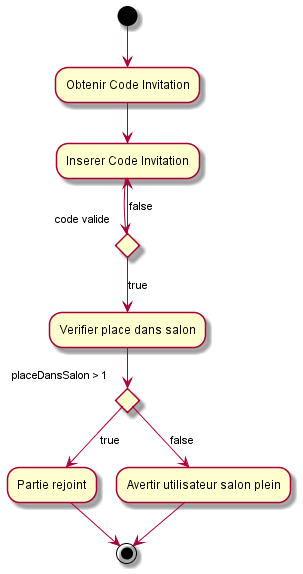 Obtenir Code Invitation
Inserer Code Invitation
false
code valide
true
Verifier place dans salon
placeDansSalon > 1
true
false
Partie rejoint
Avertir utilisateur salon plein